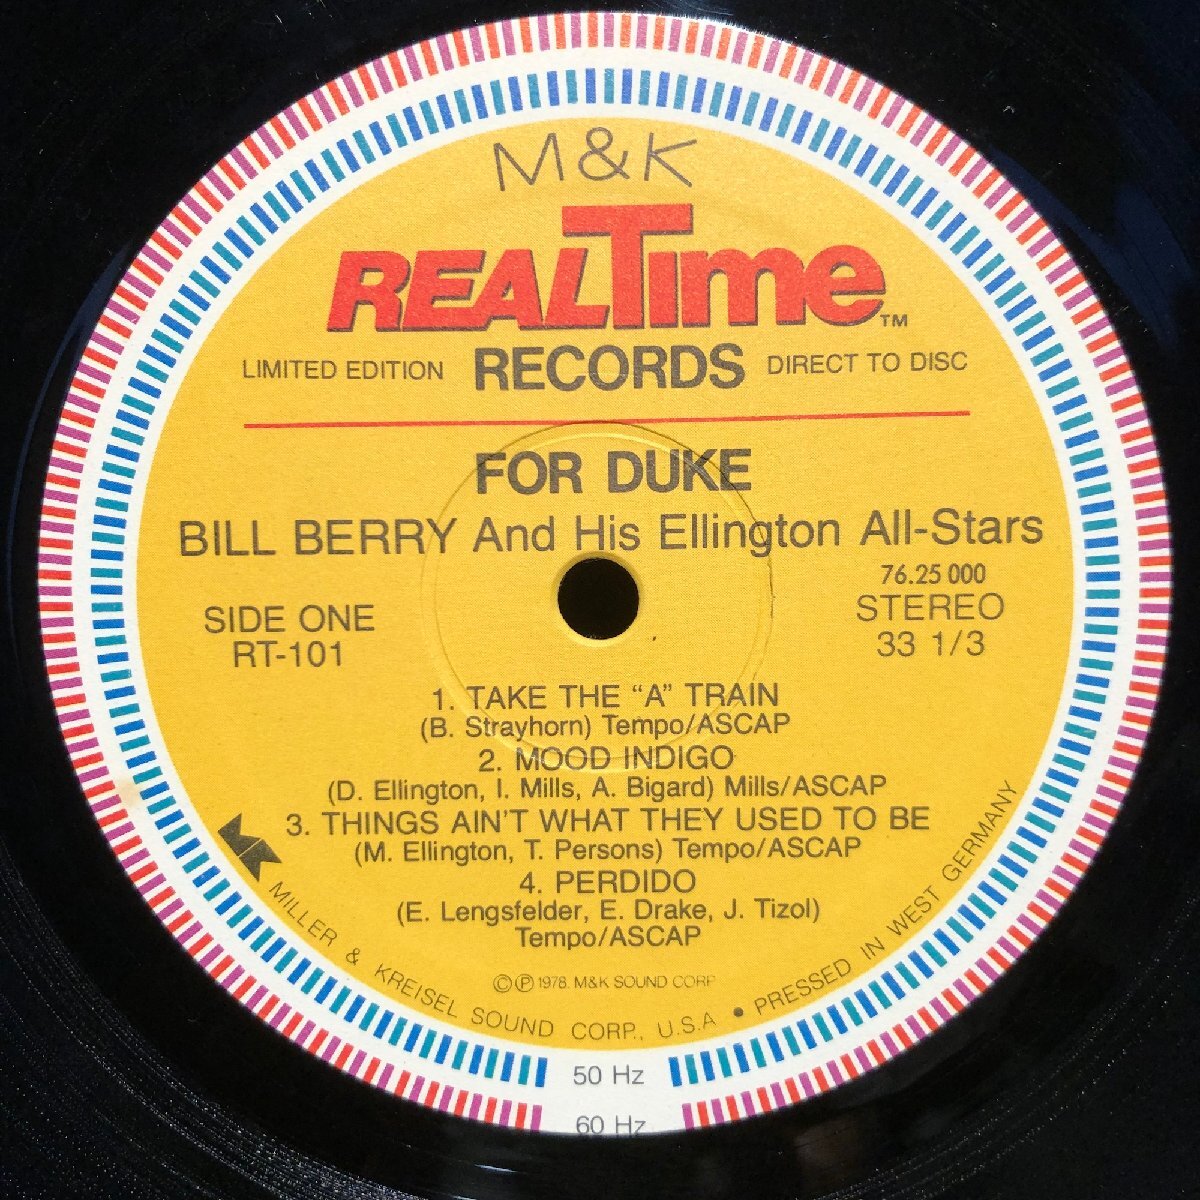 M&K
REALTime™
LIMITED EDITION RECORDS DIRECT TO DISC
FOR DUKE
BILL BERRY And His Ellington All-Stars
76.25 000
SIDE ONE STEREO
RT-101 33 1/3
1. TAKE THE “A” TRAIN
(B. Strayhorn) Tempo/ASCAP
2. MOOD INDIGO
(D. Ellington, I. Mills, A. Bigard) Mills/ASCAP
3. THINGS AIN'T WHAT THEY USED TO BE
(M. Ellington, T. Persons) Tempo/ASCAP
4. PERDIDO
(E. Lengsfelder, E. Drake, J. Tizol)
Tempo/ASCAP
©℗ 1978. M&K SOUND CORP
MILLER & KREISEL SOUND CORP., U.S.A • PRESSED IN WEST GERMANY
50 Hz
60 Hz